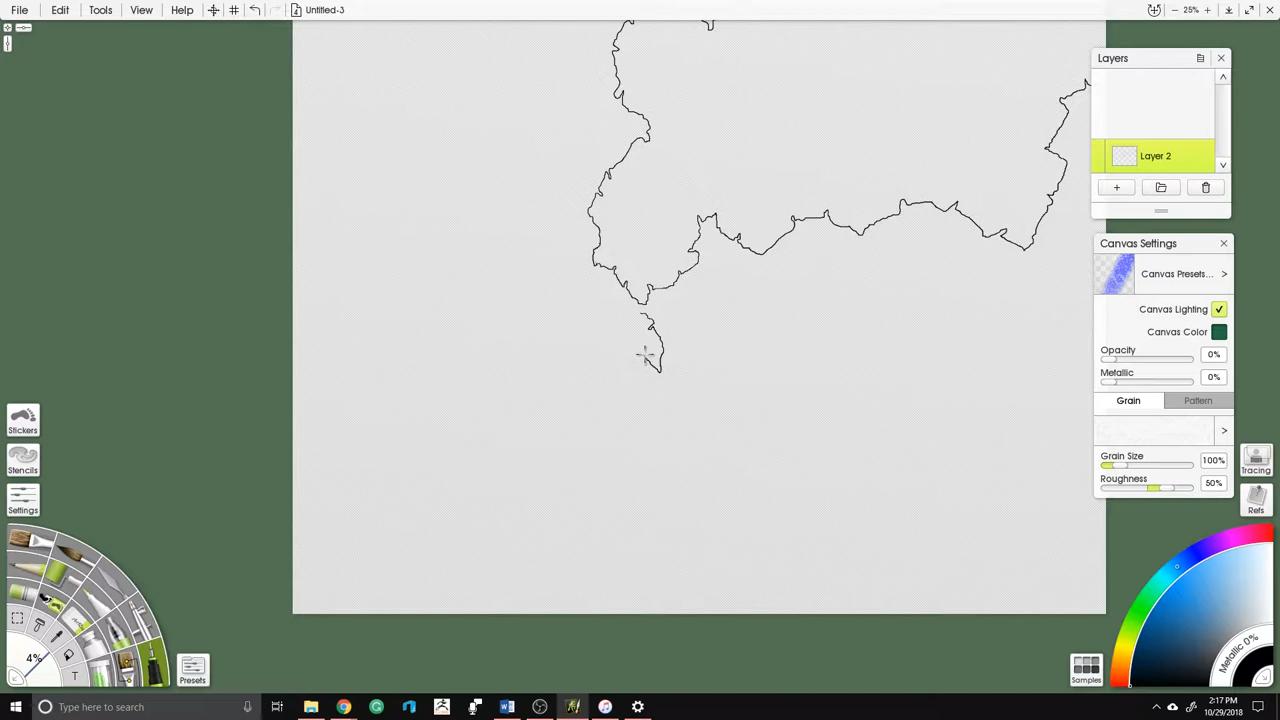 File Edit Tools View Help Untitled-3 25%
Layers
Layer 2
Canvas Settings
Canvas Presets... >
Canvas Lighting
Canvas Color
Opacity 0%
Metallic 0%
Grain Pattern
Grain Size 100%
Roughness 50%
Stickers
Stencils
Settings
Tracing
Refs
4%
T
Presets
Samples
Metallic 0%
Type here to search
2:17 PM
10/29/2018